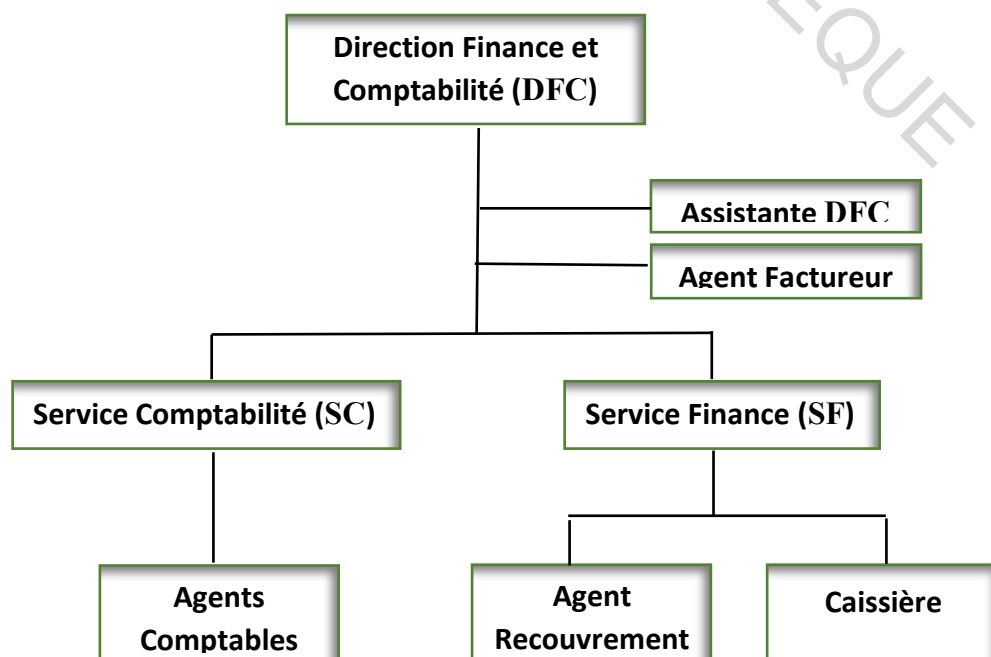 EQUE
Direction Finance et
Comptabilité (DFC)
Assistante DFC
Agent Factureur
Service Comptabilité (SC)
Service Finance (SF)
Agents
Comptables
Agent
Recouvrement
Caissière